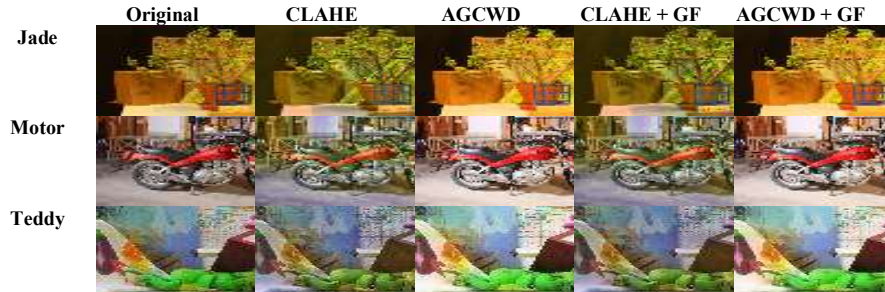 Original CLAHE AGCWD CLAHE + GF AGCWD + GF
Jade
Motor
Teddy